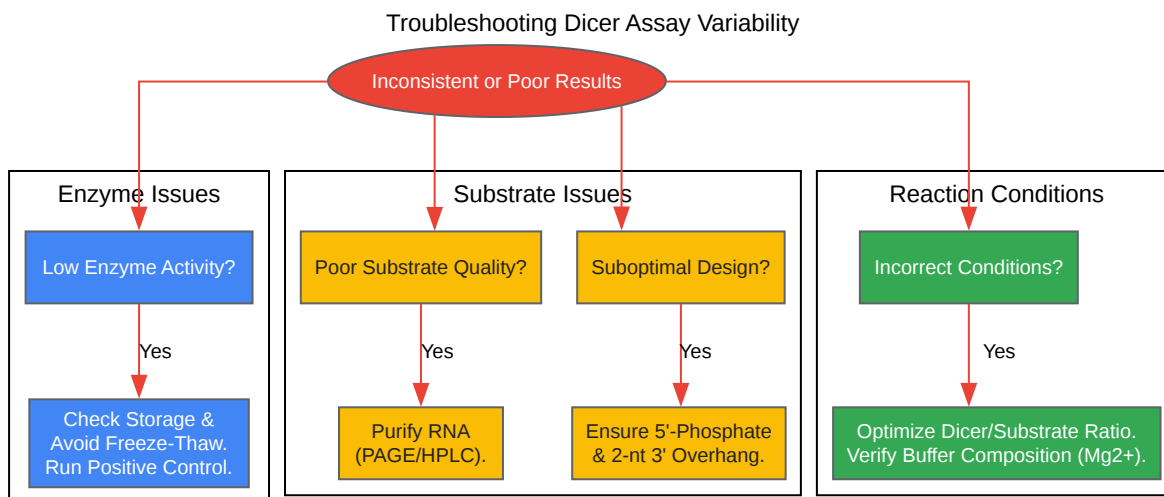 Troubleshooting Dicer Assay Variability
Inconsistent or Poor Results
Enzyme Issues
Substrate Issues
Reaction Conditions
Low Enzyme Activity?
Poor Substrate Quality?
Suboptimal Design?
Incorrect Conditions?
Yes
Yes
Yes
Yes
Check Storage &
Avoid Freeze-Thaw.
Run Positive Control.
Purify RNA
(PAGE/HPLC).
Ensure 5'-Phosphate
& 2-nt 3' Overhang.
Optimize Dicer/Substrate Ratio.
Verify Buffer Composition (Mg2+).